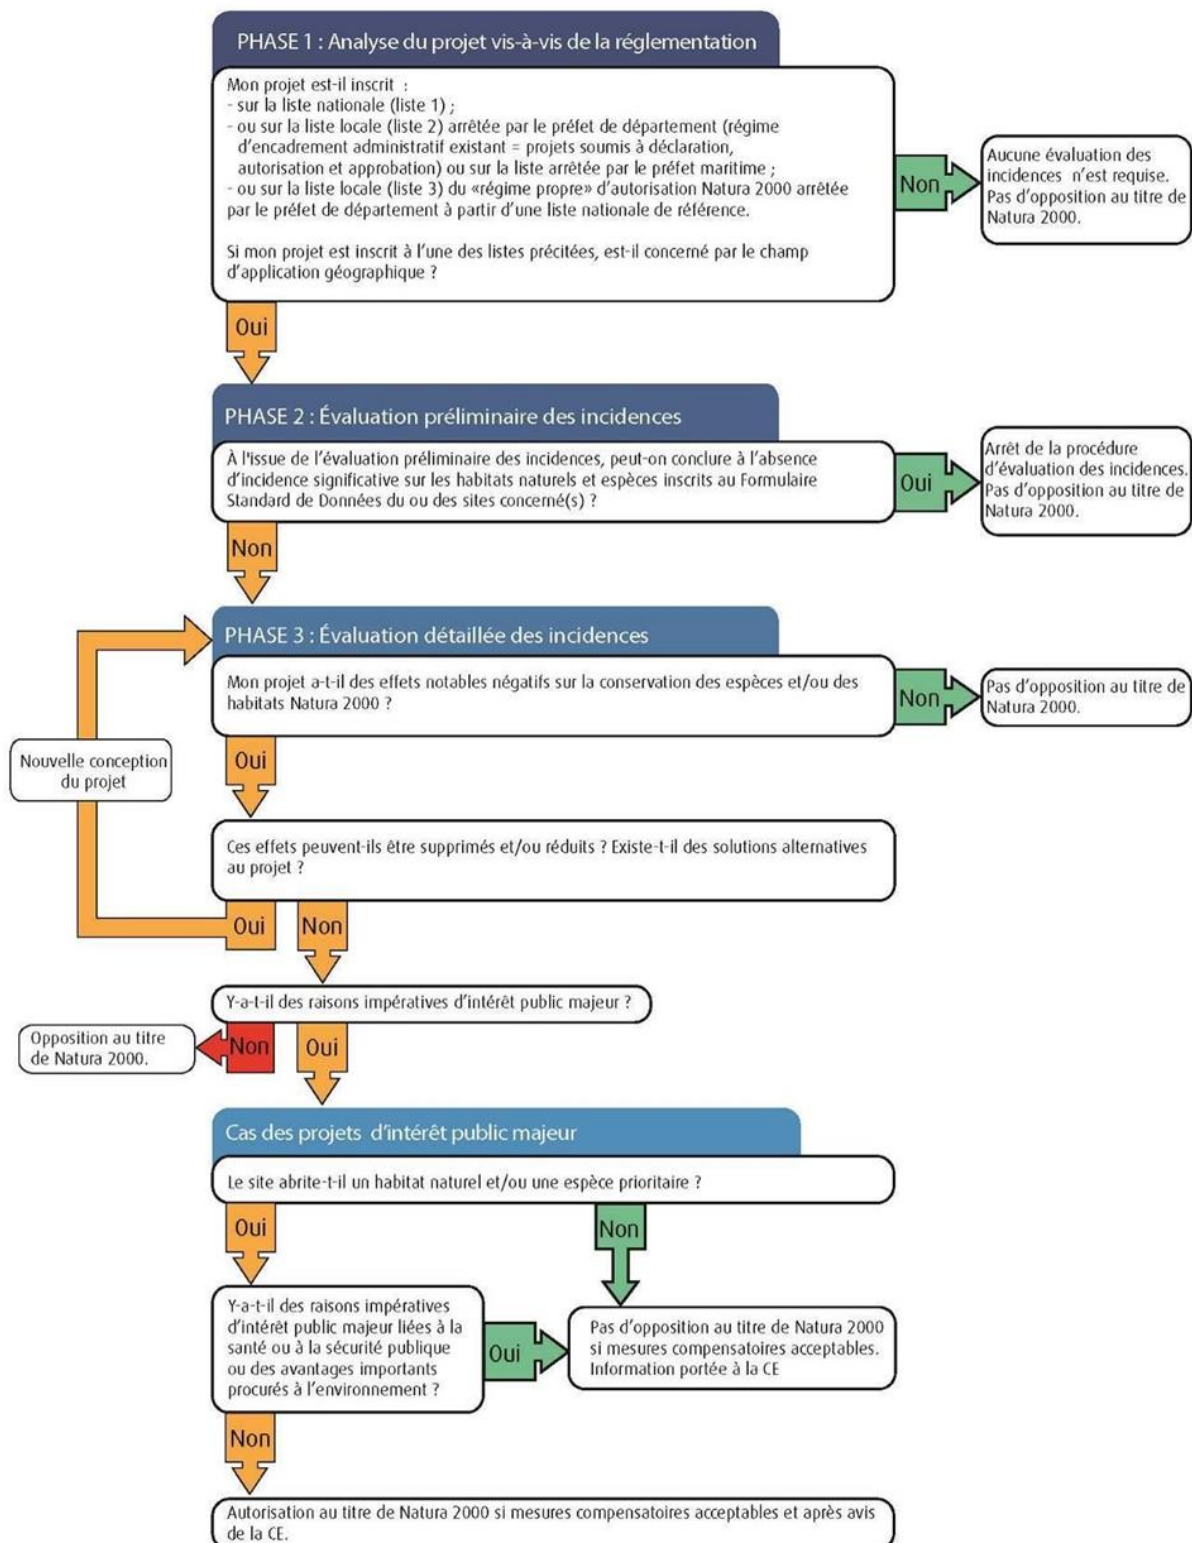 PHASE 1 : Analyse du projet vis-à-vis de la réglementation
Mon projet est-il inscrit :
- sur la liste nationale (liste 1) ;
- ou sur la liste locale (liste 2) arrêtée par le préfet de département (régime
d'encadrement administratif existant = projets soumis à déclaration,
autorisation et approbation) ou sur la liste arrêtée par le préfet maritime ;
- ou sur la liste locale (liste 3) du «régime propre» d'autorisation Natura 2000 arrêtée
par le préfet de département à partir d'une liste nationale de référence.
Si mon projet est inscrit à l'une des listes précitées, est-il concerné par le champ
d'application géographique ?
Non
Aucune évaluation des
incidences n'est requise.
Pas d'opposition au titre de
Natura 2000.
Oui
PHASE 2 : Évaluation préliminaire des incidences
À l'issue de l'évaluation préliminaire des incidences, peut-on conclure à l'absence
d'incidence significative sur les habitats naturels et espèces inscrits au Formulaire
Standard de Données du ou des sites concerné(s) ?
Oui
Arrêt de la procédure
d'évaluation des incidences.
Pas d'opposition au titre de
Natura 2000.
Non
PHASE 3 : Évaluation détaillée des incidences
Mon projet a-t-il des effets notables négatifs sur la conservation des espèces et/ou des
habitats Natura 2000 ?
Non
Pas d'opposition au titre de
Natura 2000.
Oui
Nouvelle conception
du projet
Ces effets peuvent-ils être supprimés et/ou réduits ? Existe-t-il des solutions alternatives
au projet ?
Oui
Non
Y-a-t-il des raisons impératives d'intérêt public majeur ?
Opposition au titre
de Natura 2000.
Non
Oui
Cas des projets d'intérêt public majeur
Le site abrite-t-il un habitat naturel et/ou une espèce prioritaire ?
Oui
Non
Y-a-t-il des raisons impératives
d'intérêt public majeur liées à la
santé ou à la sécurité publique
ou des avantages importants
procurés à l'environnement ?
Oui
Pas d'opposition au titre de Natura 2000
si mesures compensatoires acceptables.
Information portée à la CE
Non
Autorisation au titre de Natura 2000 si mesures compensatoires acceptables et après avis
de la CE.